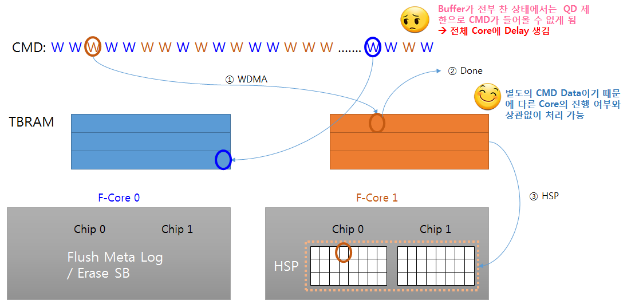 Buffer가 전부 찬 상태에서는 QD 제
한으로 CMD가 들어올 수 없게 됨
→ 전체 Core에 Delay 생김
CMD: W W W W W W W W W W W W W W W W W ....... W W W W
① WDMA
② Done
별도의 CMD Data이기 때문
에 다른 Core의 진행 여부와
상관없이 처리 가능
TBRAM
③ HSP
F-Core 0
F-Core 1
Chip 0 Chip 1
Chip 0 Chip 1
Flush Meta Log
/ Erase SB
HSP